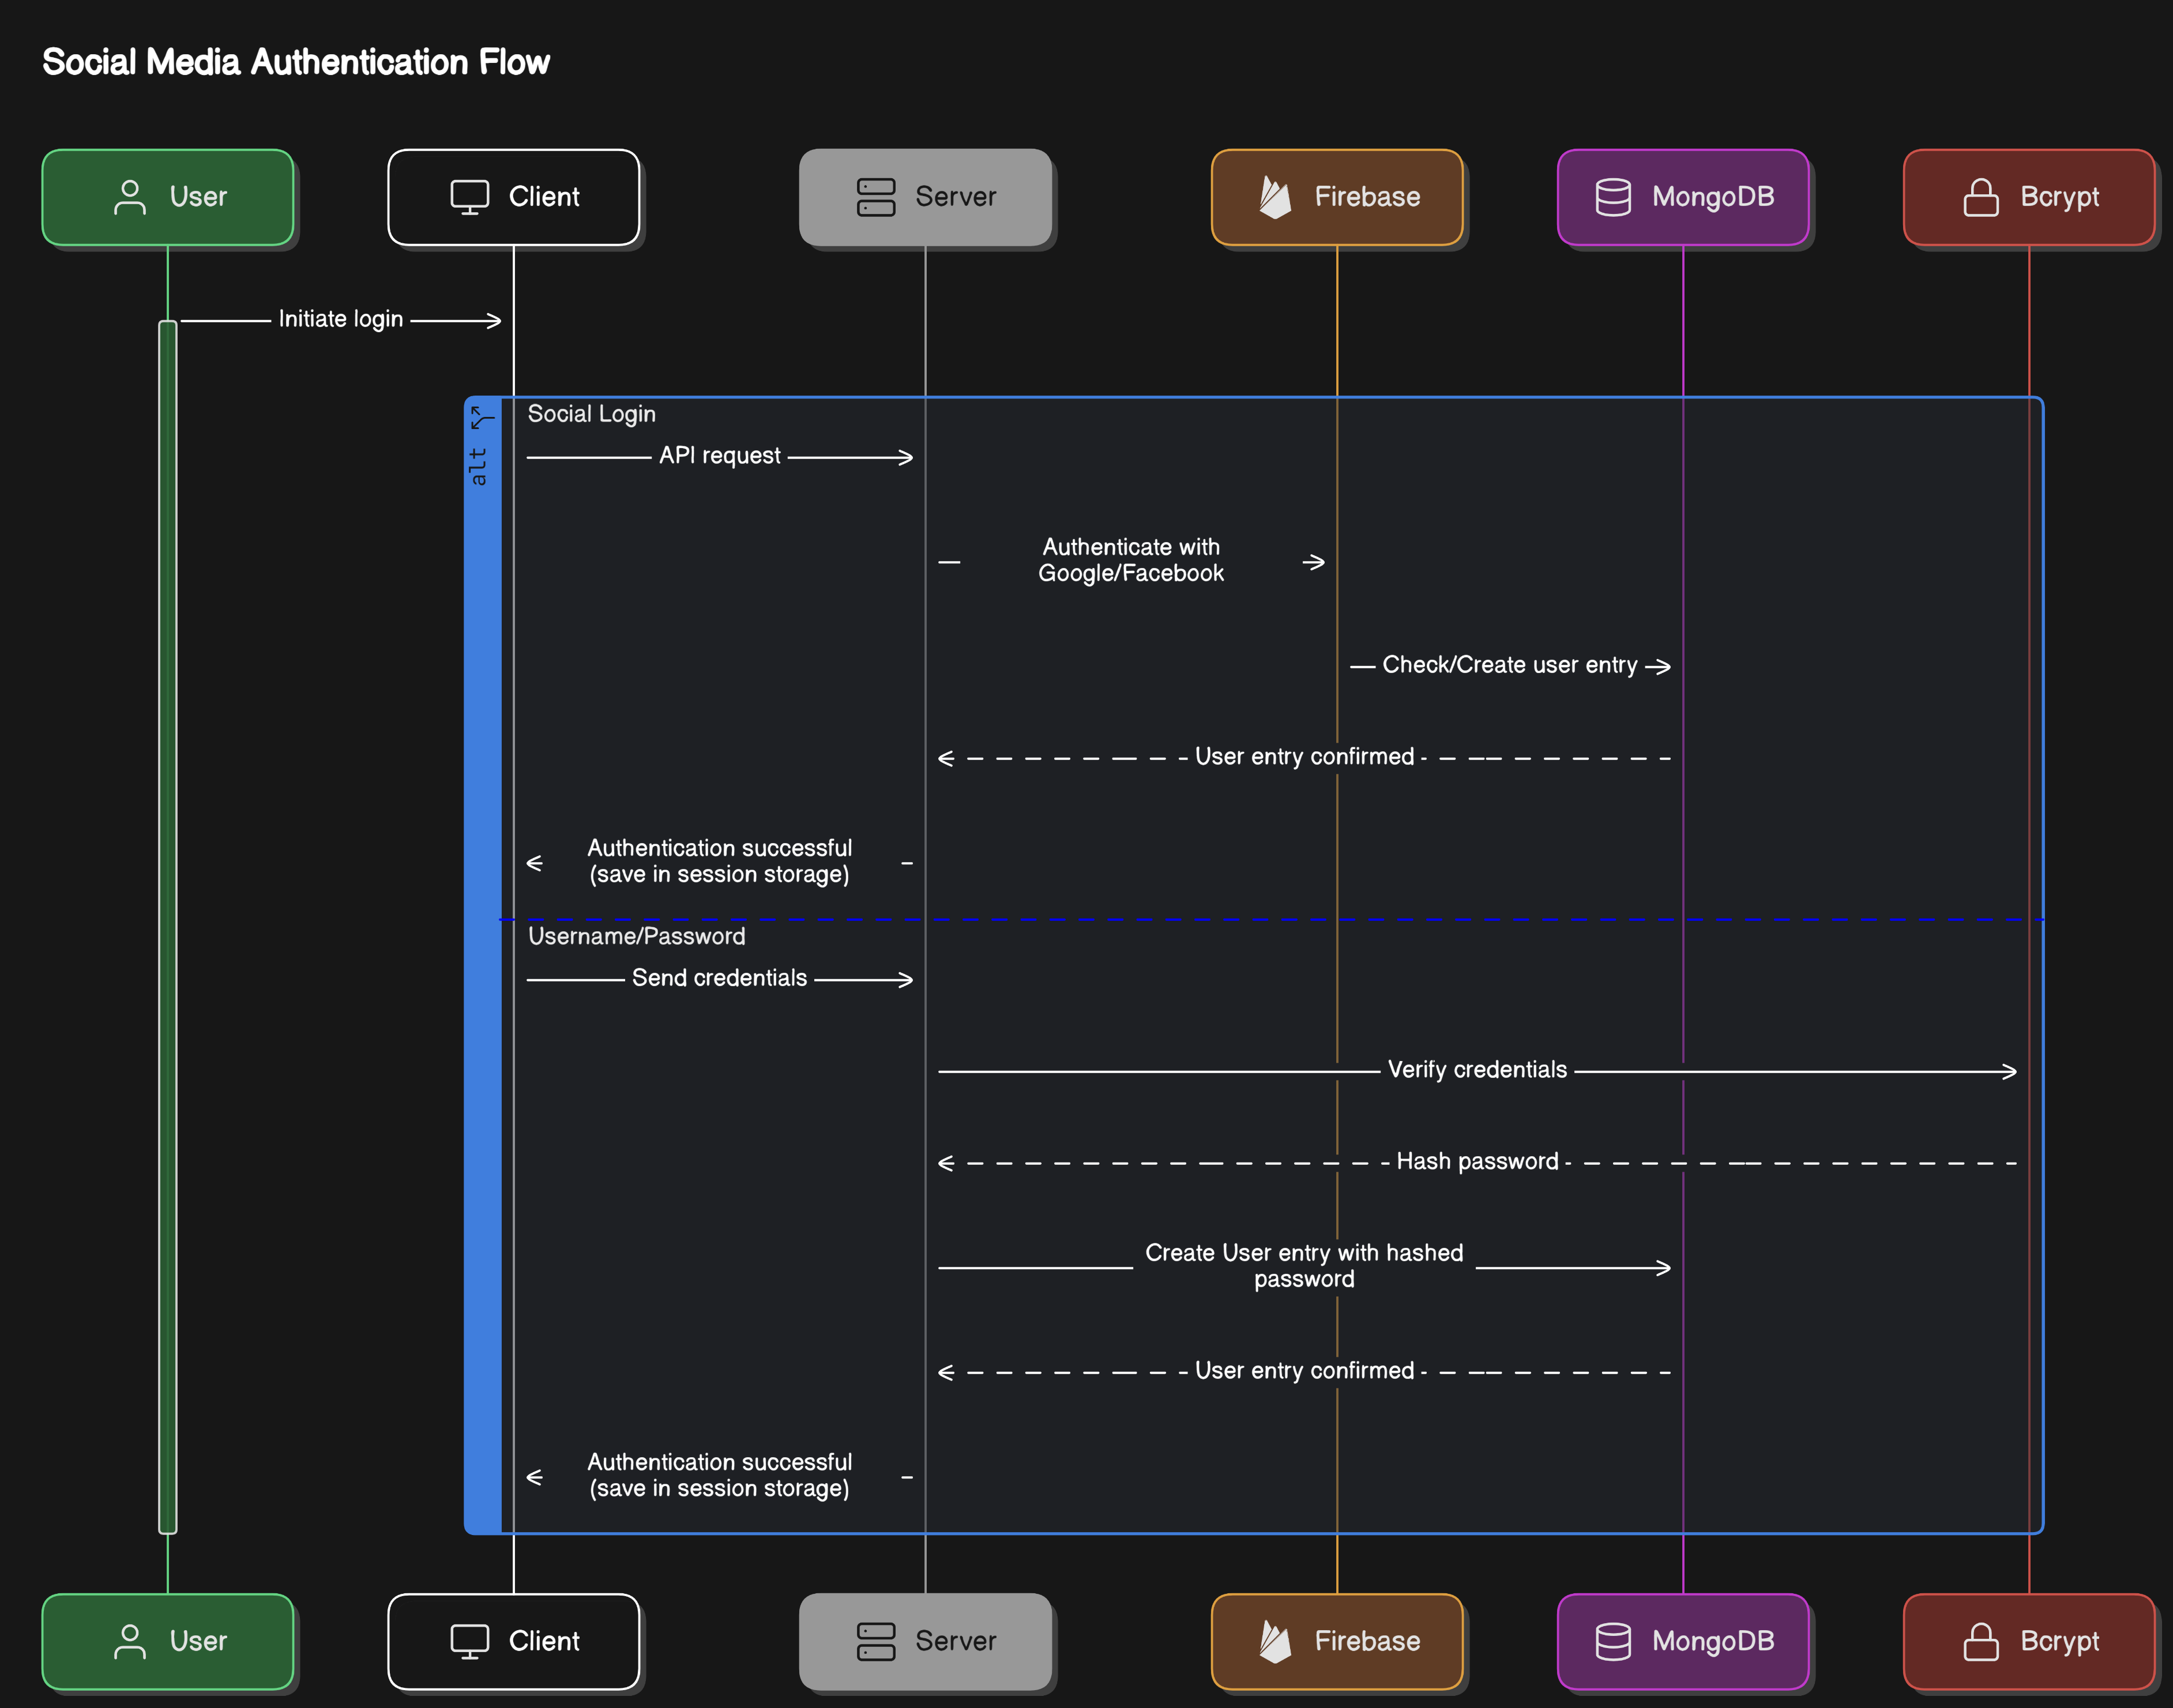 Social Media Authentication Flow
User
Client
Server
Firebase
MongoDB
Bcrypt
Initiate login
alt
Social Login
API request
Authenticate with
Google/Facebook
Check/Create user entry
User entry confirmed
Authentication successful
(save in session storage)
Username/Password
Send credentials
Verify credentials
Hash password
Create User entry with hashed
password
User entry confirmed
Authentication successful
(save in session storage)
User
Client
Server
Firebase
MongoDB
Bcrypt